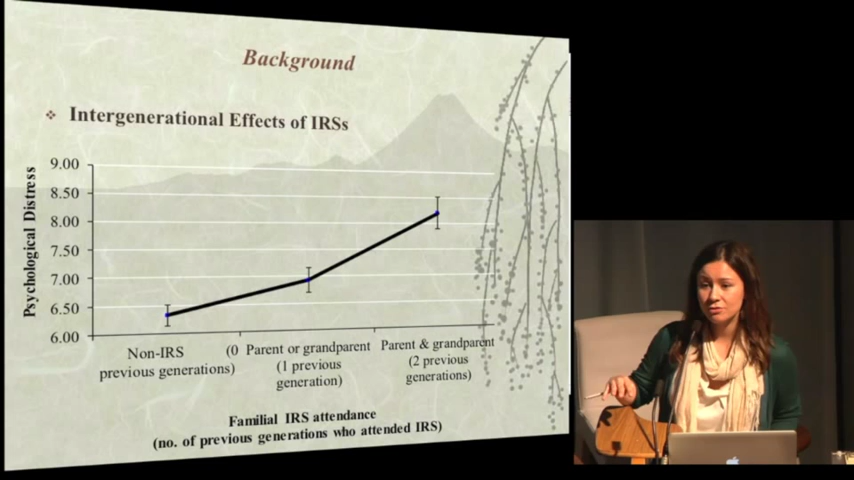 Background
❖ Intergenerational Effects of IRSs
Psychological Distress
9.00
8.50
8.00
7.50
7.00
6.50
6.00
Non-IRS (0
previous generations)
Parent or grandparent
(1 previous
generation)
Parent & grandparent
(2 previous
generations)
Familial IRS attendance
(no. of previous generations who attended IRS)